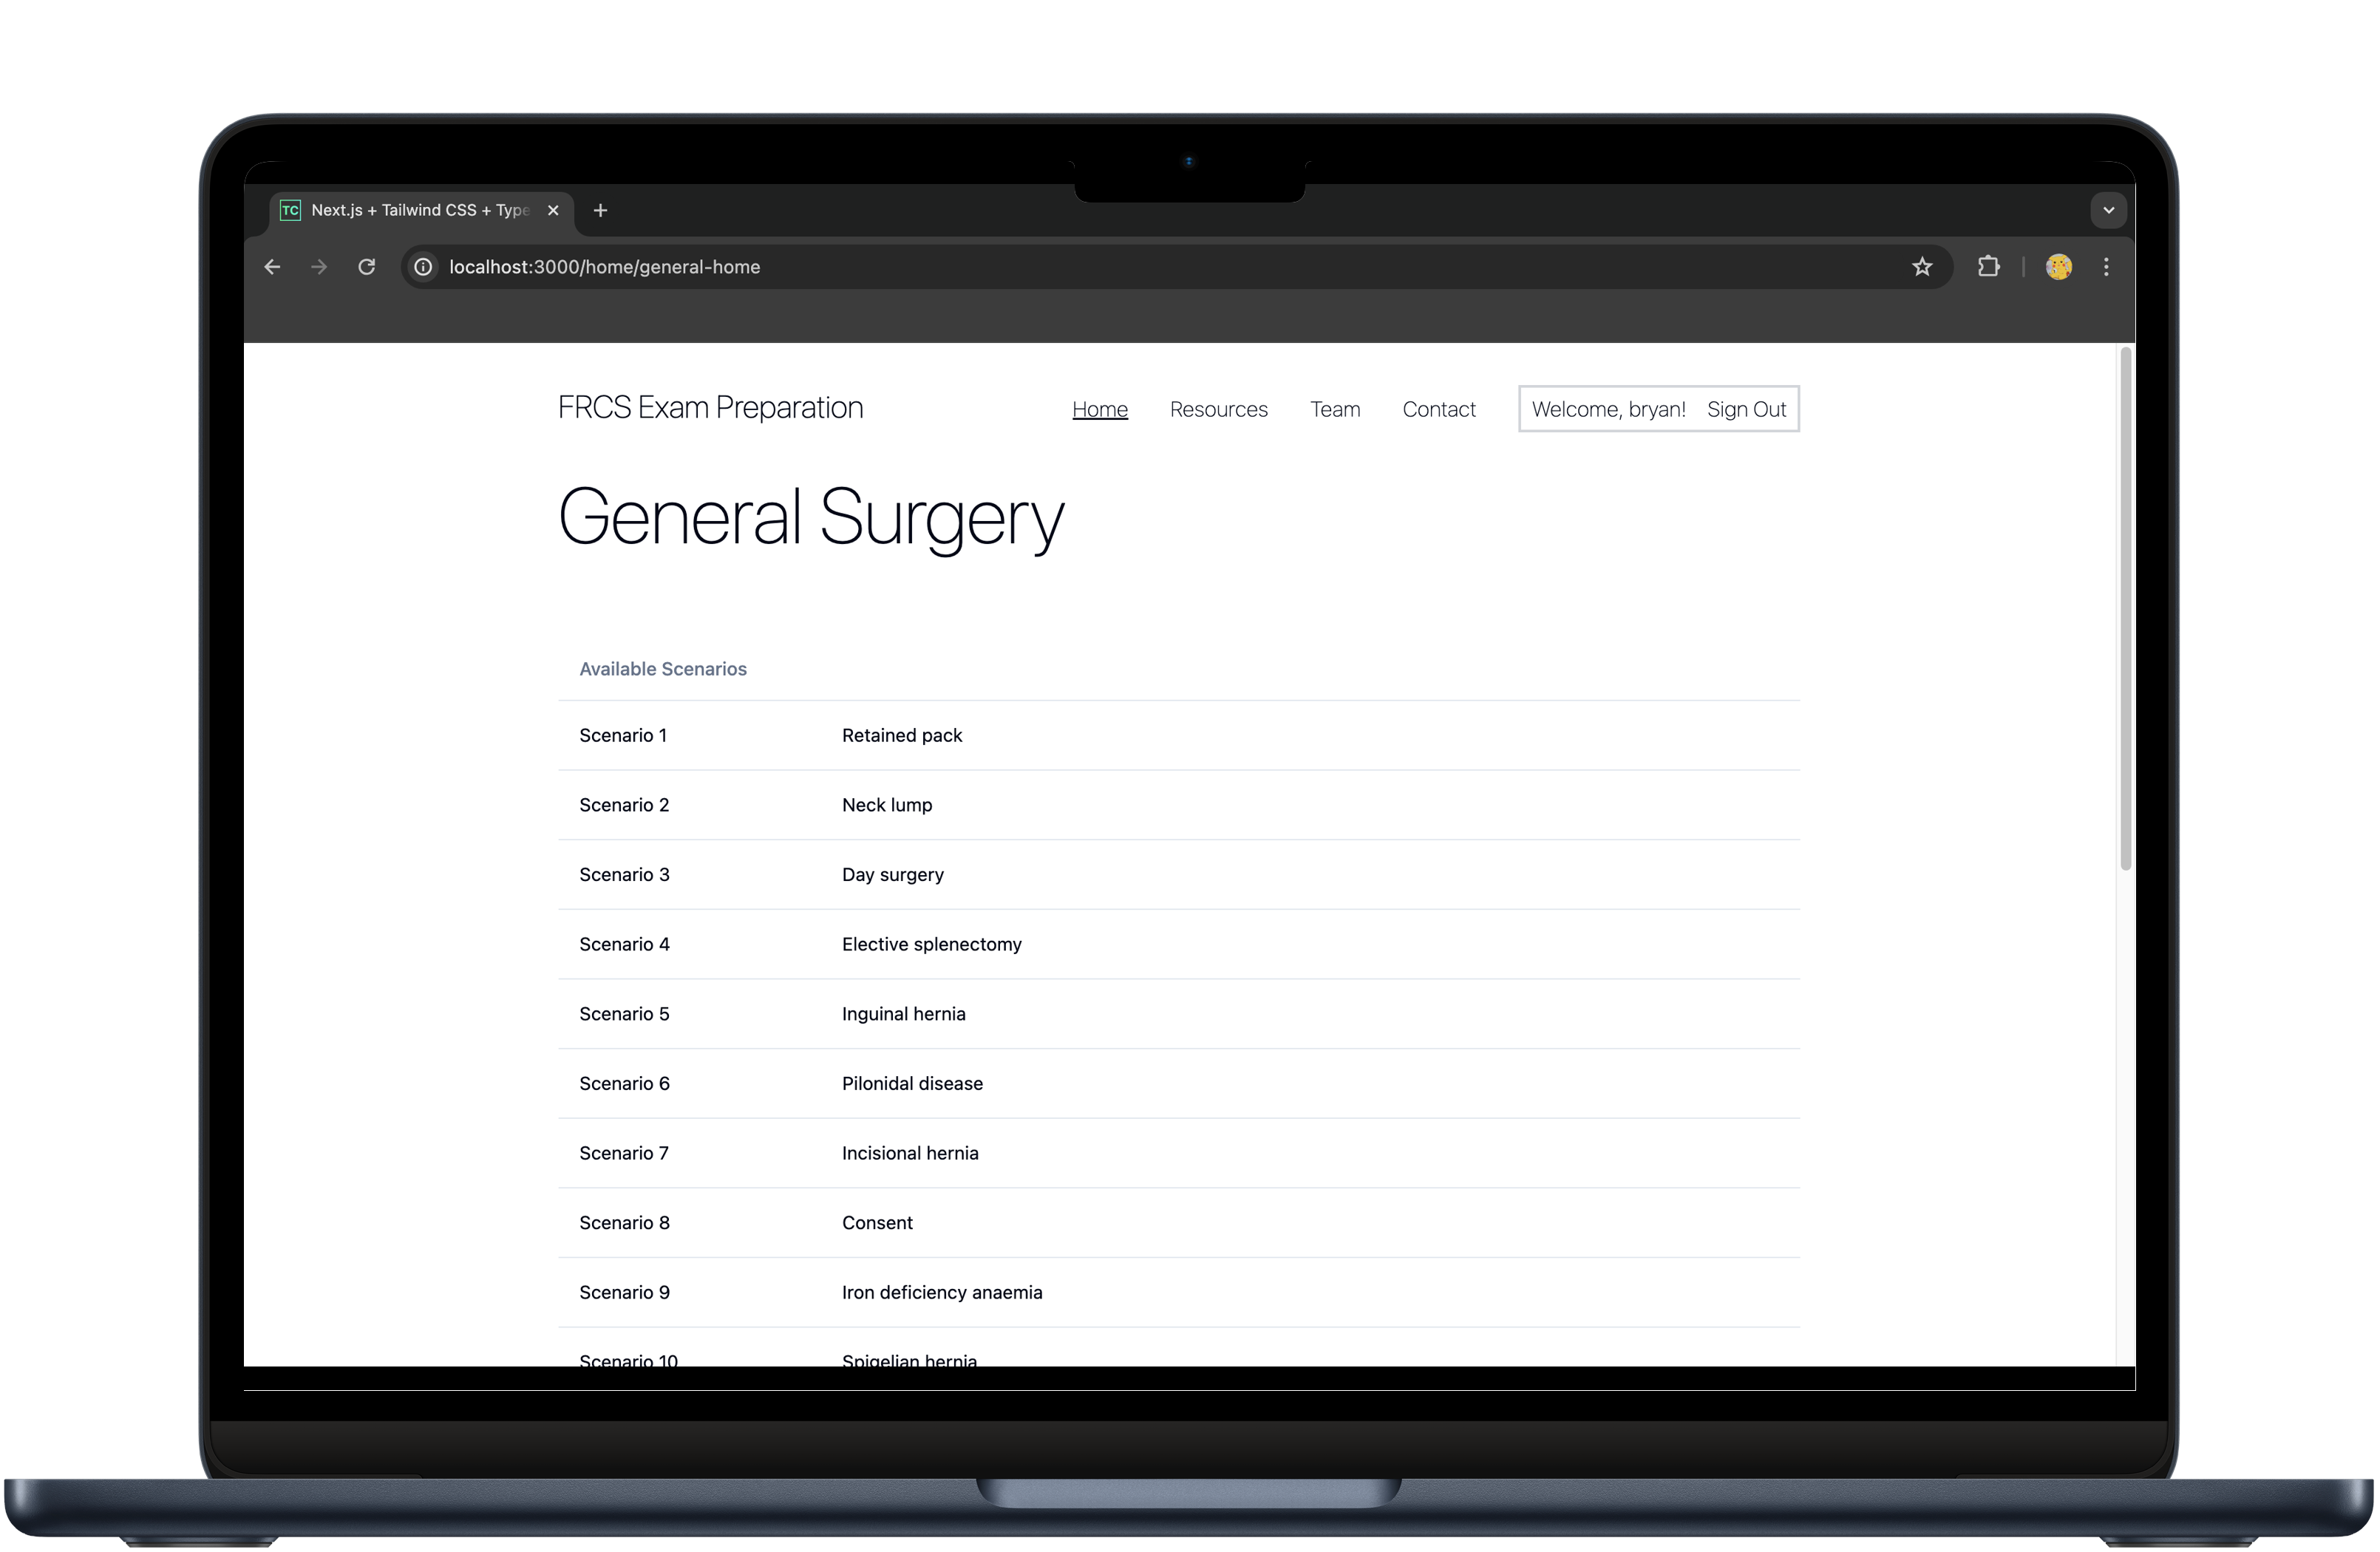 TC Next.js + Tailwind CSS + Type
localhost:3000/home/general-home
FRCS Exam Preparation Home Resources Team Contact Welcome, bryan! Sign Out
General Surgery
Available Scenarios
Scenario 1 Retained pack
Scenario 2 Neck lump
Scenario 3 Day surgery
Scenario 4 Elective splenectomy
Scenario 5 Inguinal hernia
Scenario 6 Pilonidal disease
Scenario 7 Incisional hernia
Scenario 8 Consent
Scenario 9 Iron deficiency anaemia
Scenario 10 Spigelian hernia